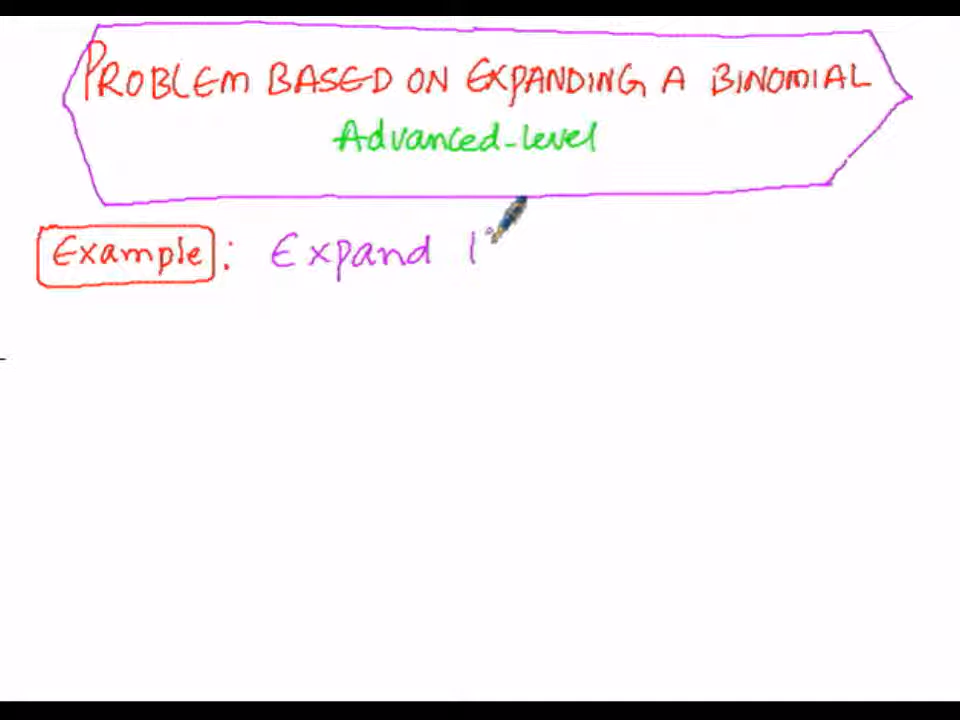 PROBLEM BASED ON EXPANDING A BINOMIAL
Advanced-level
Example: Expand